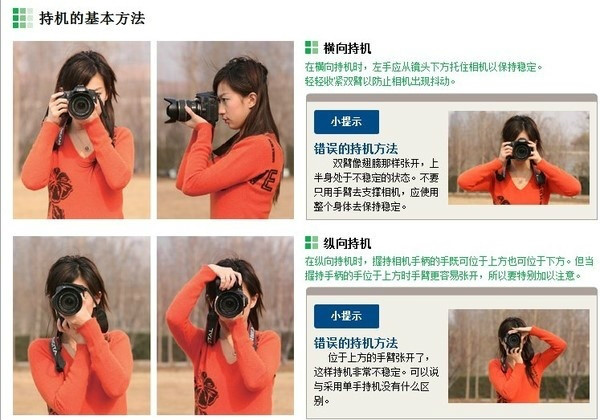 持机的基本方法
横向持机
在横向持机时，左手应从镜头下方托住相机以保持稳定。
轻轻收紧双臂以防止相机出现抖动。
小提示
错误的持机方法
双臂像翅膀那样张开，上
半身处于不稳定的状态。不要
只用手臂去支撑相机，应使用
整个身体去保持稳定。
纵向持机
在纵向持机时，握持相机手柄的手既可位于上方也可位于下方。但当
握持手柄的手位于上方时手臂更容易张开，所以要特别加以注意。
小提示
错误的持机方法
位于上方的手臂张开了，
这样持机非常不稳定。可以说
与采用单手持机没有什么区
别。